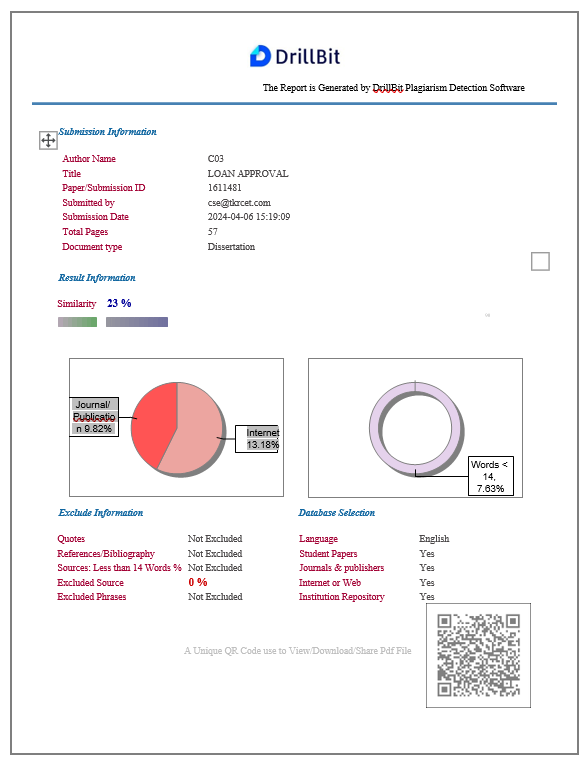 DrillBit
The Report is Generated by DrillBit Plagiarism Detection Software
Submission Information
Author Name C03
Title LOAN APPROVAL
Paper/Submission ID 1611481
Submitted by cse@tkrcet.com
Submission Date 2024-04-06 15:19:09
Total Pages 57
Document type Dissertation
Result Information
Similarity 23 %
Journal/
Publicatio
n 9.82%
Internet
13.18%
Words <
14,
7.63%
Exclude Information
Quotes Not Excluded
References/Bibliography Not Excluded
Sources: Less than 14 Words % Not Excluded
Excluded Source 0 %
Excluded Phrases Not Excluded
Database Selection
Language English
Student Papers Yes
Journals & publishers Yes
Internet or Web Yes
Institution Repository Yes
A Unique QR Code use to View/Download/Share Pdf File